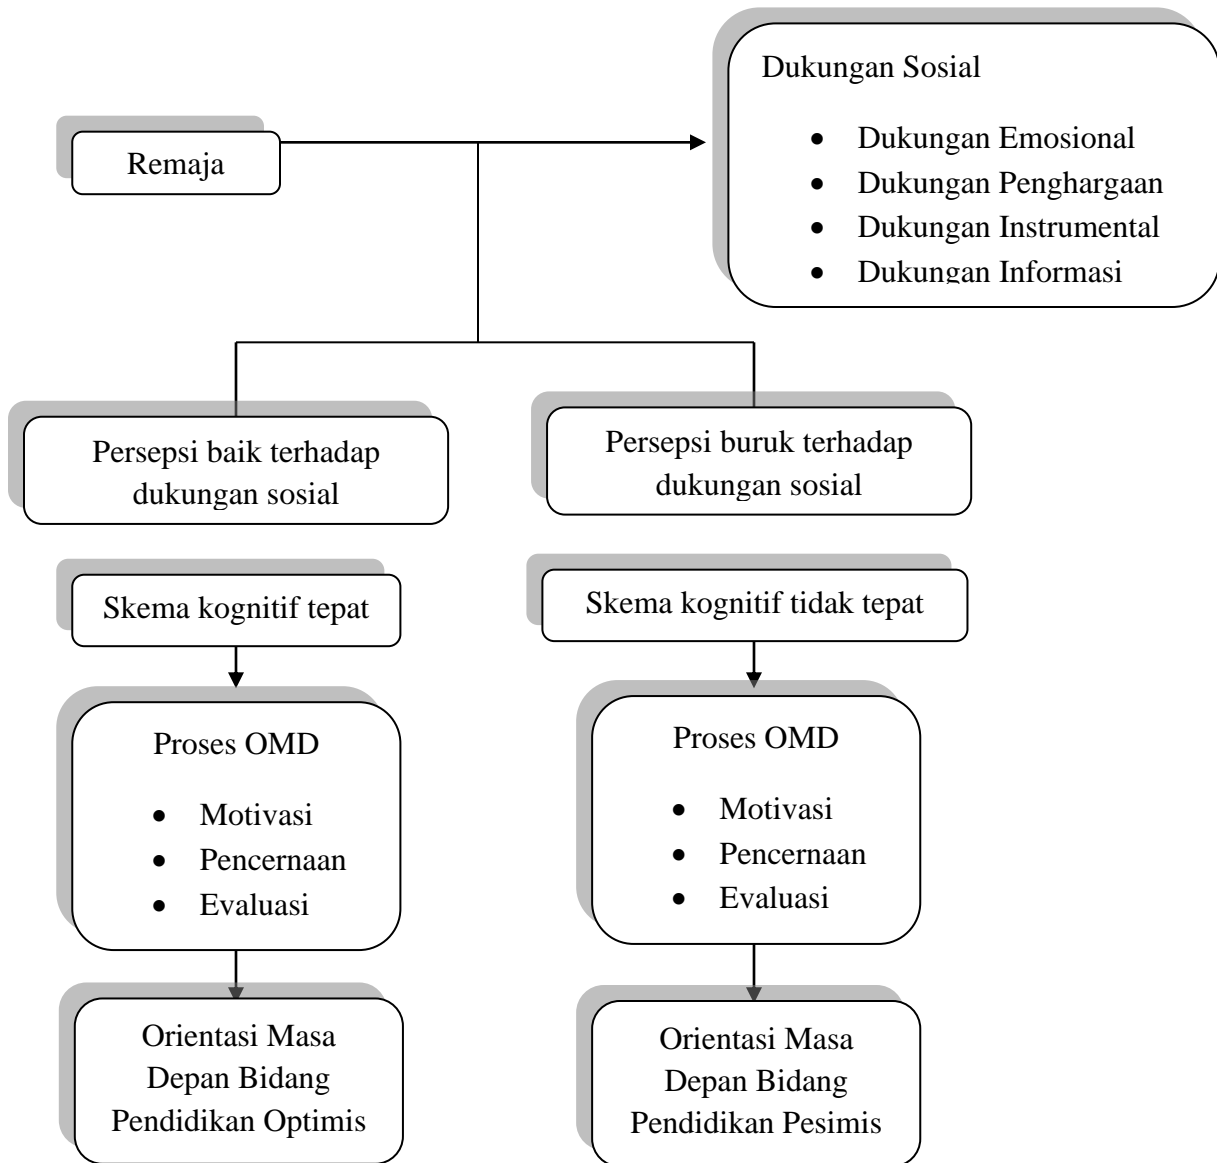 Dukungan Sosial
• Dukungan Emosional
• Dukungan Penghargaan
• Dukungan Instrumental
• Dukungan Informasi
Remaja
Persepsi baik terhadap
dukungan sosial
Persepsi buruk terhadap
dukungan sosial
Skema kognitif tepat
Skema kognitif tidak tepat
Proses OMD
• Motivasi
• Pencernaan
• Evaluasi
Proses OMD
• Motivasi
• Pencernaan
• Evaluasi
Orientasi Masa
Depan Bidang
Pendidikan Optimis
Orientasi Masa
Depan Bidang
Pendidikan Pesimis